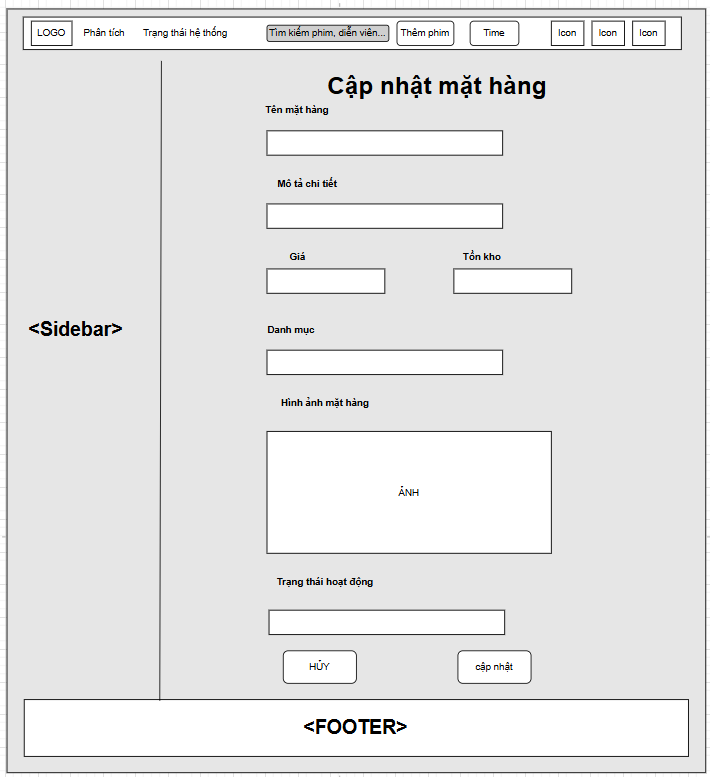 LOGO Phân tích Trạng thái hệ thống Tìm kiếm phim, diễn viên... Thêm phim Time Icon Icon Icon
Cập nhật mặt hàng
Tên mặt hàng
Mô tả chi tiết
Giá Tồn kho
<Sidebar>
Danh mục
Hình ảnh mặt hàng
ẢNH
Trạng thái hoạt động
HỦY cập nhật
<FOOTER>